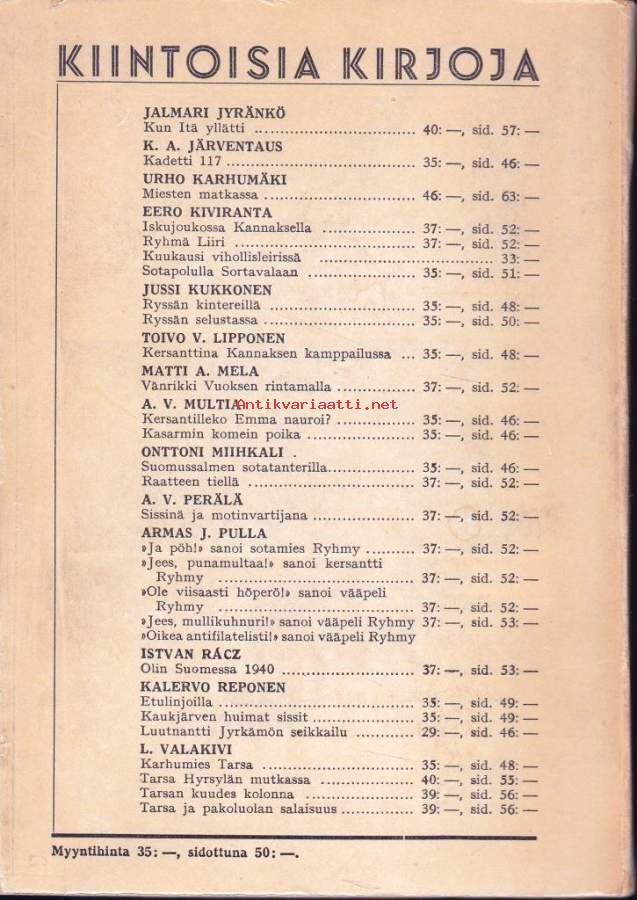 KIINTOISIA KIRJOJA
JALMARI JYRÄNKÖ
Kun Itä yllätti ................................ 40: —, sid. 57: —
K. A. JÄRVENTAUS
Kadetti 117 ...................................... 35: —, sid. 46: —
URHO KARHUMÄKI
Miesten matkassa .............................. 46: —, sid. 63: —
EERO KIVIRANTA
Iskujoukossa Kannaksella .................. 37: —, sid. 52: —
Ryhmä Liiri .................................... 37: —, sid. 52: —
Kuukausi vihollisleirissä ........................................ 33: —
Sotapolulla Sortavalaan .................... 35: —, sid. 51: —
JUSSI KUKKONEN
Ryssän kintereillä ............................ 35: —, sid. 48: —
Ryssän selustassa .............................. 35: —, sid. 50: —
TOIVO V. LIPPONEN
Kersanttina Kannaksen kamppailussa ... 35: —, sid. 48: —
MATTI A. MELA
Vänrikki Vuoksen rintamalla ............... 37: —, sid. 52: —
A. V. MULTIA
Antikvariaatti.net
Kersantilleko Emma nauroi? ................ 35: —, sid. 46: —
Kasarmin komein poika ...................... 35: —, sid. 46: —
ONTTONI MIIHKALI .
Suomussalmen sotatanterilla................. 35: —, sid. 46: —
Raatteen tiellä ................................ 37: —, sid. 52: —
A. V. PERÄLÄ
Sissinä ja motinvartijana .................... 37: —, sid. 52: —
ARMAS J. PULLA
»Ja pöh!» sanoi sotamies Ryhmy .......... 37: —, sid. 52: —
»Jees, punamultaa!» sanoi kersantti
Ryhmy ...................................... 37: —, sid. 52: —
»Ole viisaasti höperö!» sanoi vääpeli
Ryhmy ...................................... 37: —, sid. 52: —
»Jees, mullikuhnuri!» sanoi vääpeli Ryhmy 37: —, sid. 53: —
»Oikea antifilatelisti!» sanoi vääpeli Ryhmy
ISTVAN RÁCZ
Olin Suomessa 1940 .......................... 37: —, sid. 53: —
KALERVO REPONEN
Etulinjoilla ...................................... 35: —, sid. 49: —
Kaukjärven huimat sissit .................... 35: —, sid. 49: —
Luutnantti Jyrkämön seikkailu ............ 29: —, sid. 46: —
L. VALAKIVI
Karhumies Tarsa .............................. 35: —, sid. 48: —
Tarsa Hyrsylän mutkassa .................... 40: —, sid. 55: —
Tarsan kuudes kolonna ...................... 39: —, sid. 56: —
Tarsa ja pakoluolan salaisuus .............. 39: —, sid. 56: —
Myyntihinta 35: —, sidottuna 50: —.